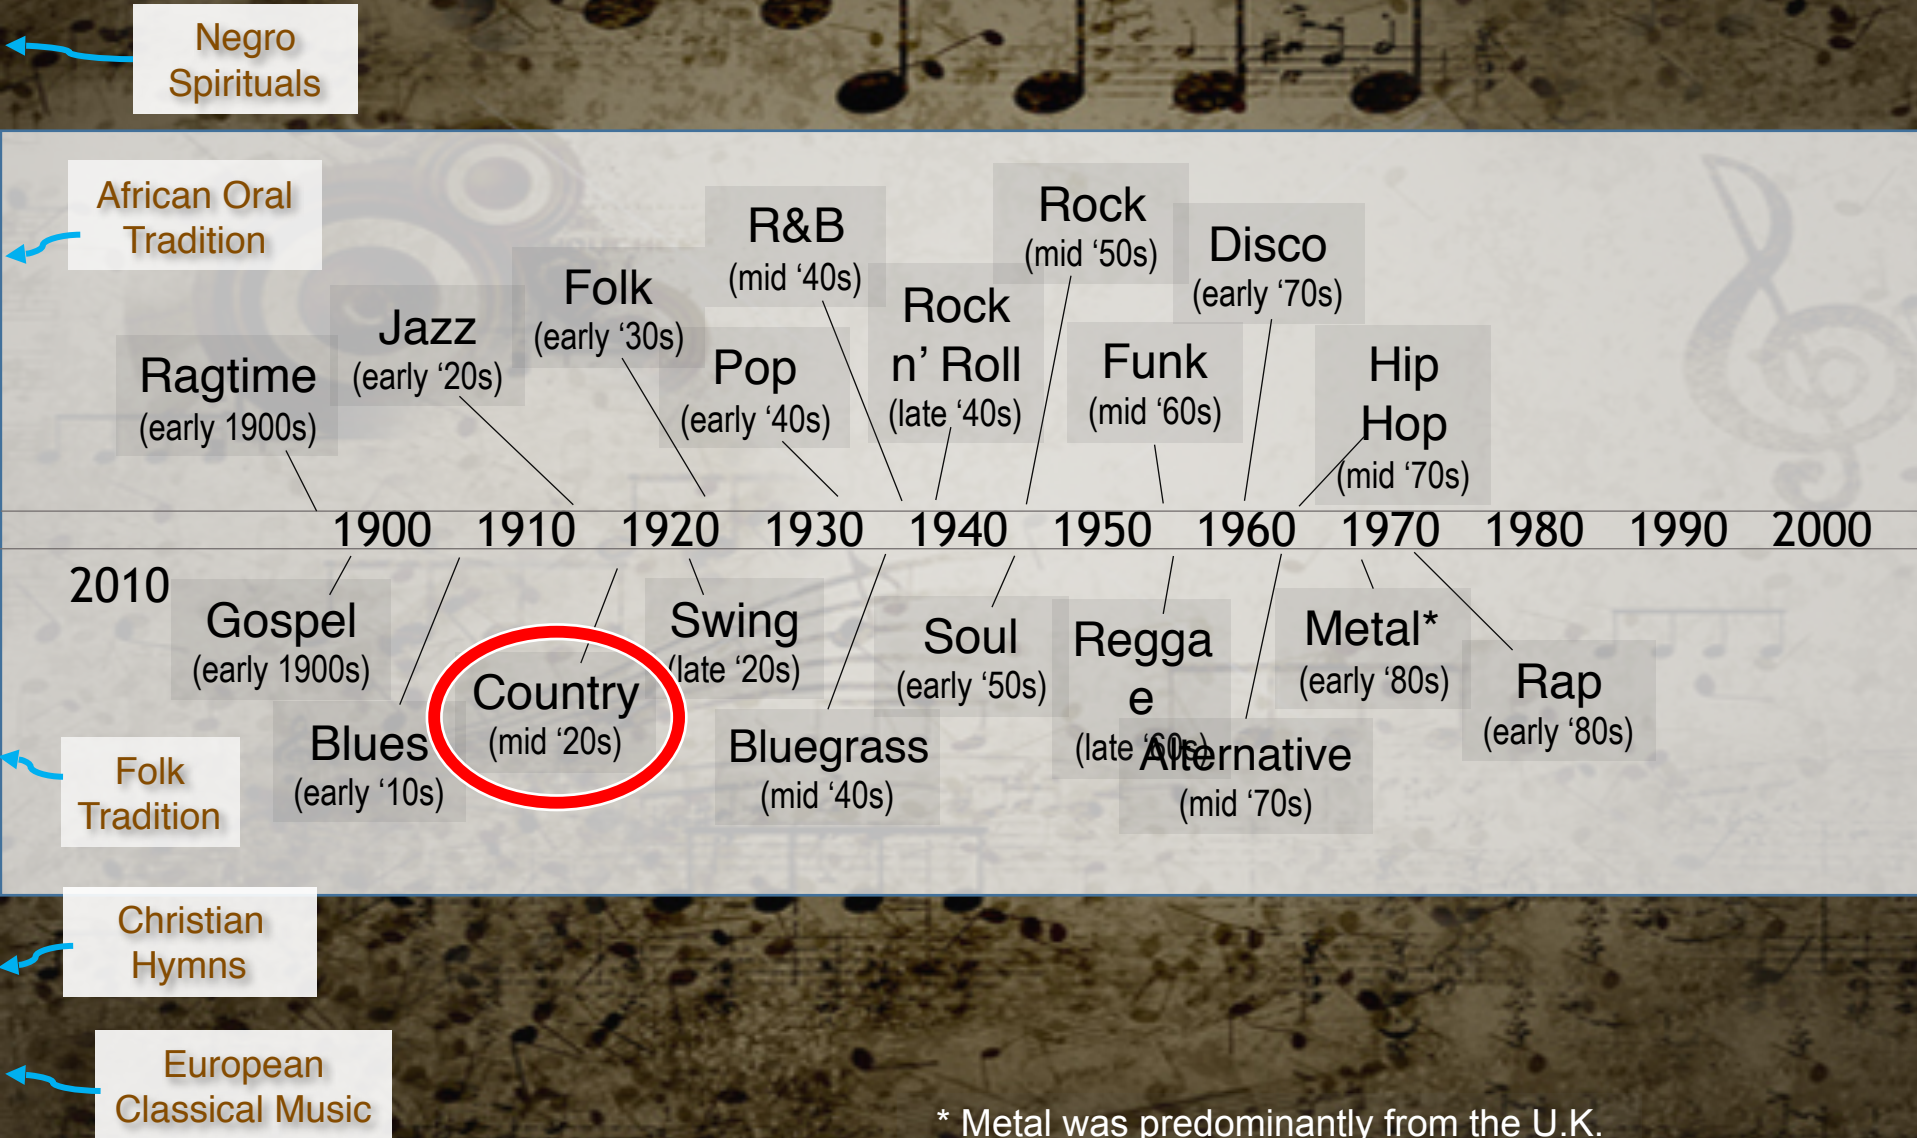 Negro
Spirituals
African Oral
Tradition
Ragtime
(early 1900s)
Jazz
(early ‘20s)
Folk
(early ‘30s)
R&B
(mid ‘40s)
Pop
(early ‘40s)
Rock
n’ Roll
(late ‘40s)
Rock
(mid ‘50s)
Funk
(mid ‘60s)
Disco
(early ‘70s)
Hip
Hop
(mid ‘70s)
1900 1910 1920 1930 1940 1950 1960 1970 1980 1990 2000
2010
Gospel
(early 1900s)
Blues
(early ‘10s)
Country
(mid ‘20s)
Swing
(late ‘20s)
Bluegrass
(mid ‘40s)
Soul
(early ‘50s)
Regga
e
(late ‘60s)
Alternative
(mid ‘70s)
Metal*
(early ‘80s)
Rap
(early ‘80s)
Folk
Tradition
Christian
Hymns
European
Classical Music
* Metal was predominantly from the U.K.